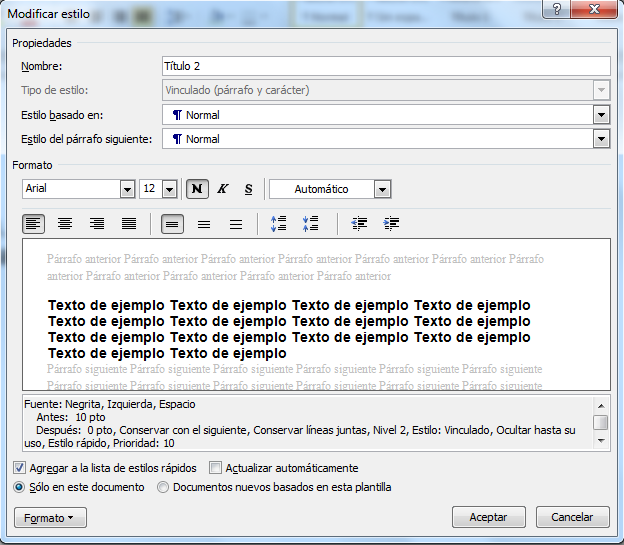 Modificar estilo
Propiedades
Nombre: Título 2
Tipo de estilo: Vinculado (párrafo y carácter)
Estilo basado en: ¶ Normal
Estilo del párrafo siguiente: ¶ Normal
Formato
Arial 12 N K S Automático
Párrafo anterior Párrafo anterior Párrafo anterior Párrafo anterior Párrafo anterior Párrafo anterior Párrafo
anterior Párrafo anterior Párrafo anterior Párrafo anterior Párrafo anterior
Texto de ejemplo Texto de ejemplo Texto de ejemplo Texto de ejemplo
Texto de ejemplo Texto de ejemplo Texto de ejemplo Texto de ejemplo
Texto de ejemplo Texto de ejemplo Texto de ejemplo Texto de ejemplo
Texto de ejemplo Texto de ejemplo
Párrafo siguiente Párrafo siguiente Párrafo siguiente Párrafo siguiente Párrafo siguiente
Párrafo siguiente Párrafo siguiente Párrafo siguiente Párrafo siguiente Párrafo siguiente
Fuente: Negrita, Izquierda, Espacio
Antes: 10 pto
Después: 0 pto, Conservar con el siguiente, Conservar líneas juntas, Nivel 2, Estilo: Vinculado, Ocultar hasta su
uso, Estilo rápido, Prioridad: 10
Agregar a la lista de estilos rápidos Actualizar automáticamente
Sólo en este documento Documentos nuevos basados en esta plantilla
Formato Aceptar Cancelar